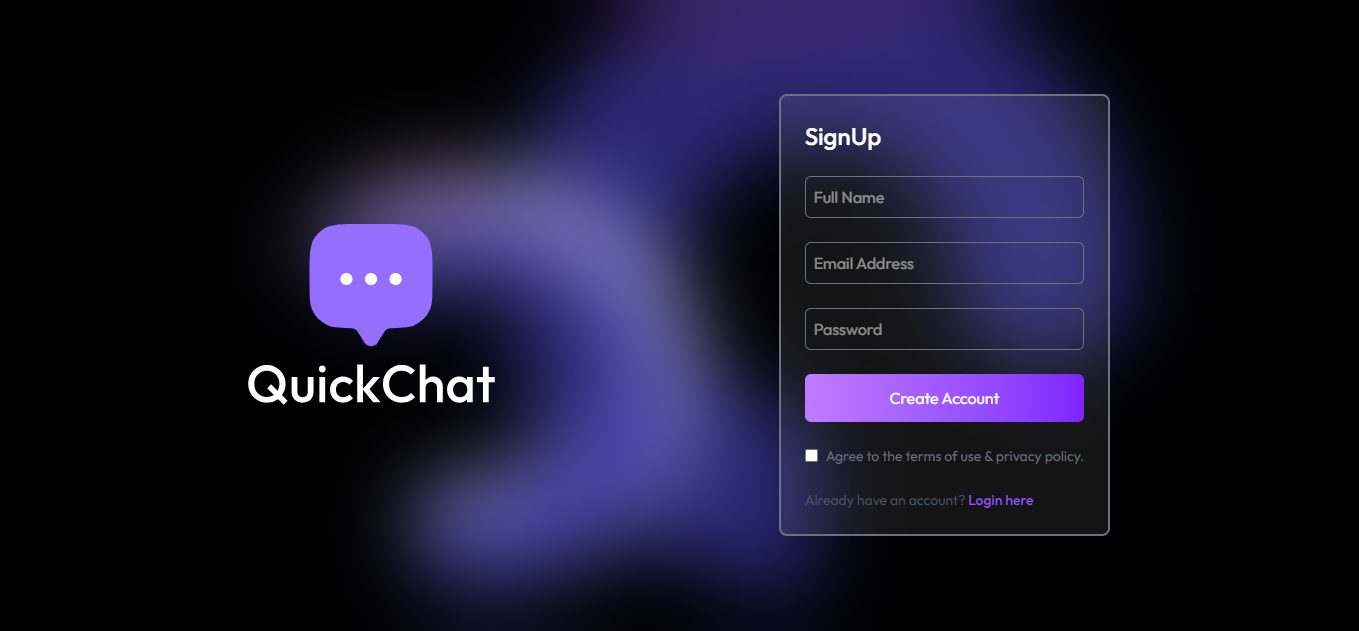 QuickChat
SignUp
Full Name
Email Address
Password
Create Account
Agree to the terms of use & privacy policy.
Already have an account? Login here